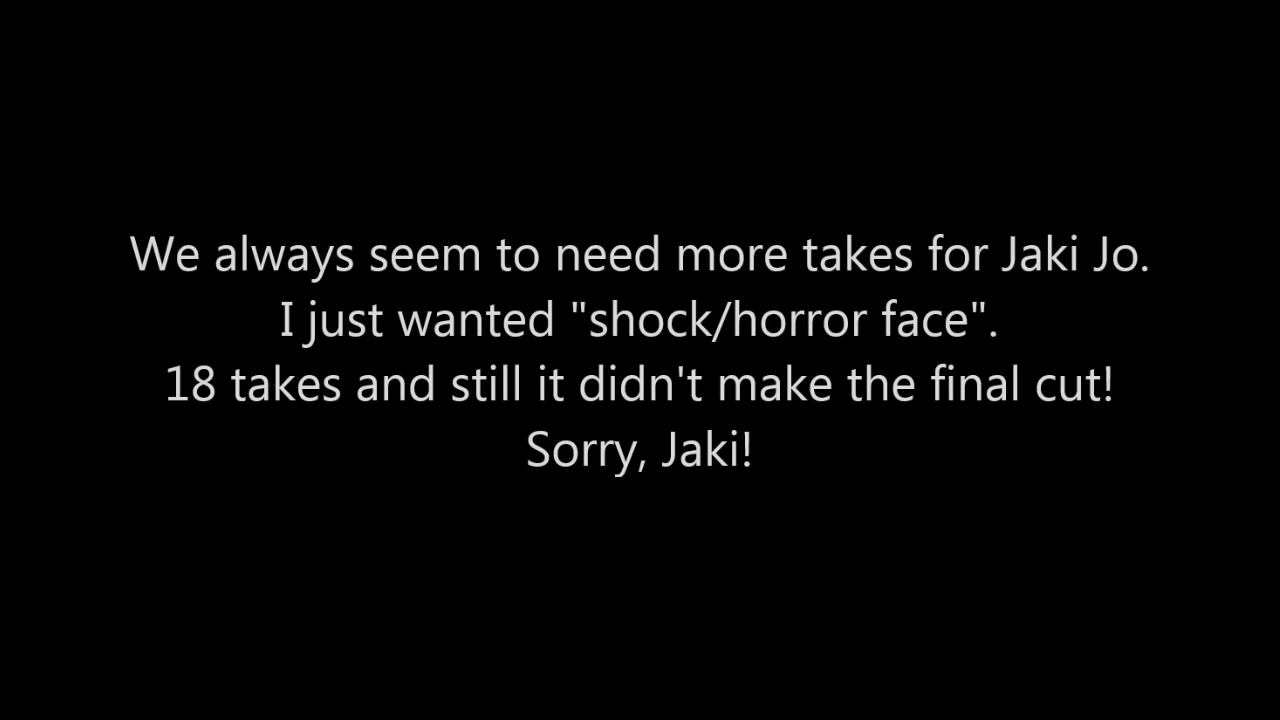 We always seem to need more takes for Jaki Jo.
I just wanted "shock/horror face".
18 takes and still it didn't make the final cut!
Sorry, Jaki!